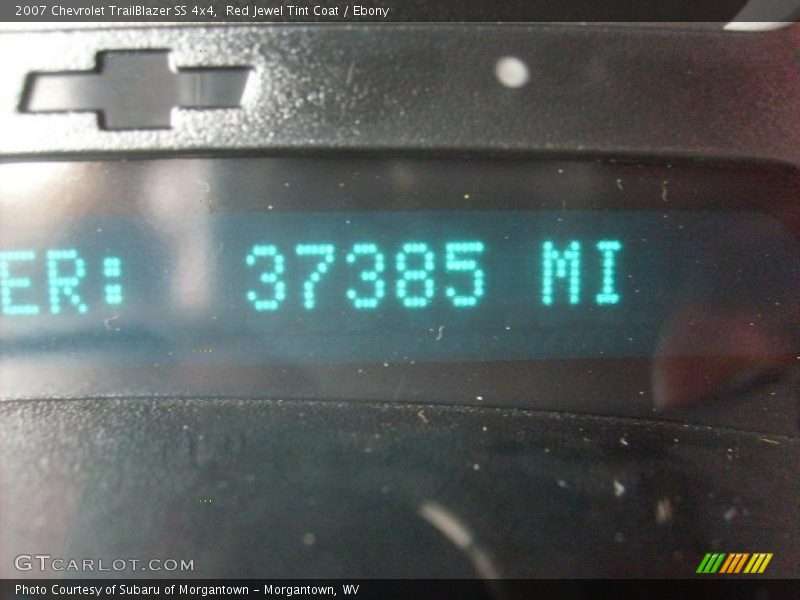 2007 Chevrolet TrailBlazer SS 4x4, Red Jewel Tint Coat / Ebony
ER: 37385 MI
GTCARLOT.COM
Photo Courtesy of Subaru of Morgantown - Morgantown, WV